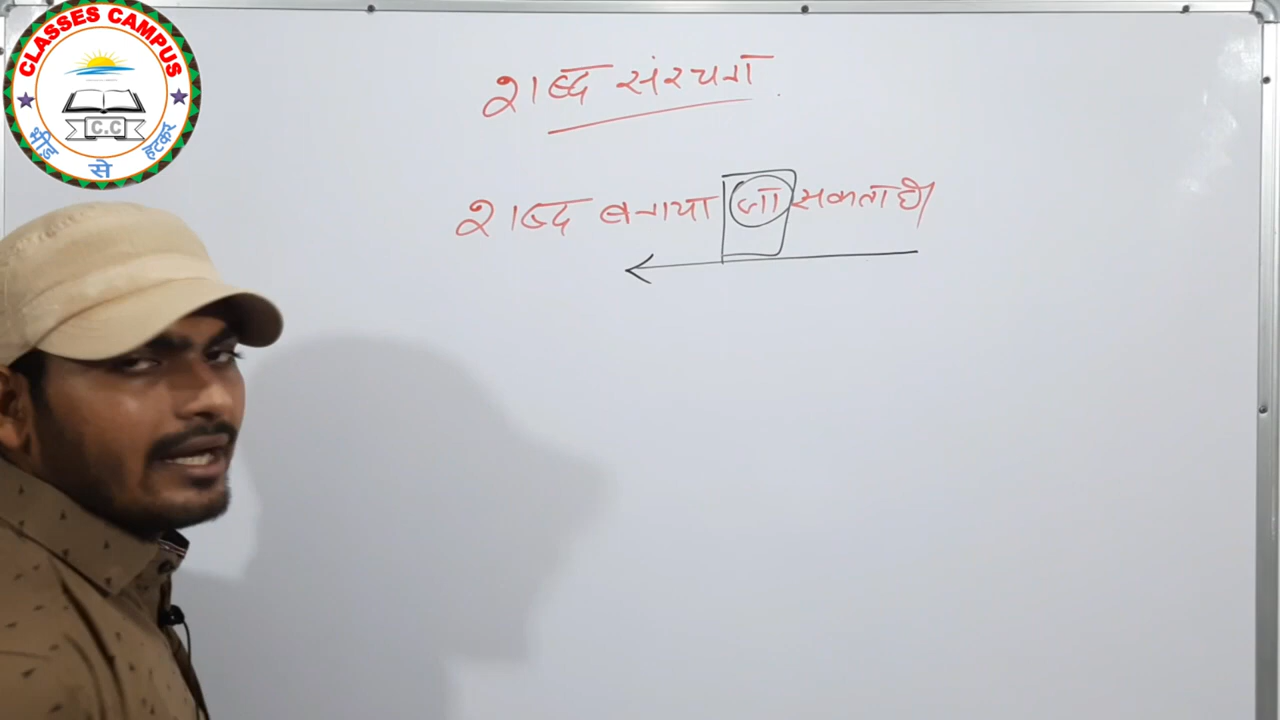 CLASSES CAMPUS
C.C
भीड़ से हटकर
शब्द संरचना
शब्द बनाया जा सकता है।